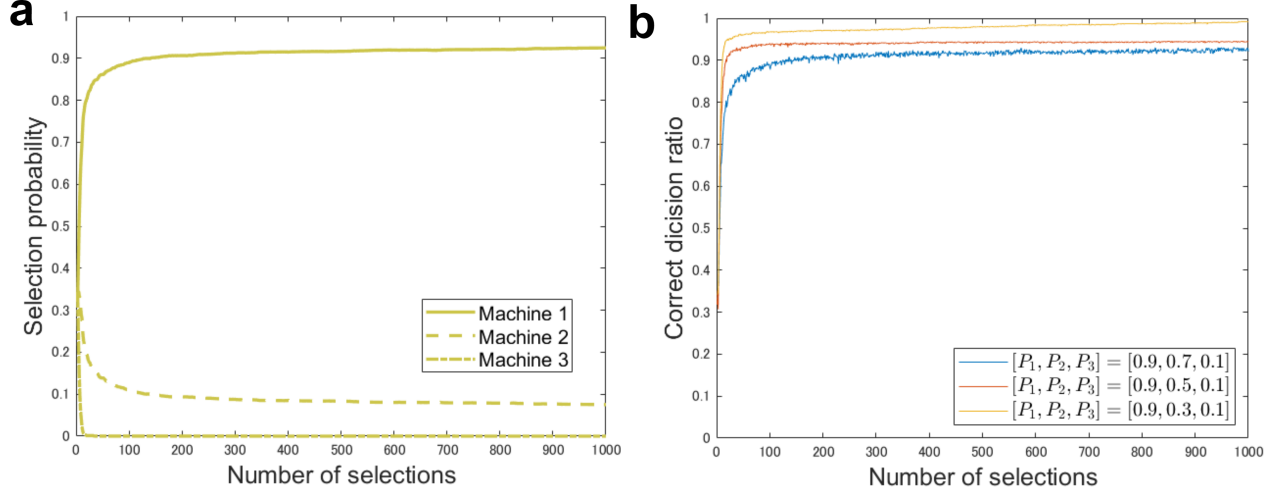 a
1
0.9
0.8
0.7
0.6
0.5
0.4
0.3
0.2
0.1
0
Selection probability
Machine 1
Machine 2
Machine 3
0 100 200 300 400 500 600 700 800 900 1000
Number of selections
b
1
0.9
0.8
0.7
0.6
0.5
0.4
0.3
0.2
0.1
0
Correct dicision ratio
[P₁, P₂, P₃] = [0.9, 0.7, 0.1]
[P₁, P₂, P₃] = [0.9, 0.5, 0.1]
[P₁, P₂, P₃] = [0.9, 0.3, 0.1]
0 100 200 300 400 500 600 700 800 900 1000
Number of selections